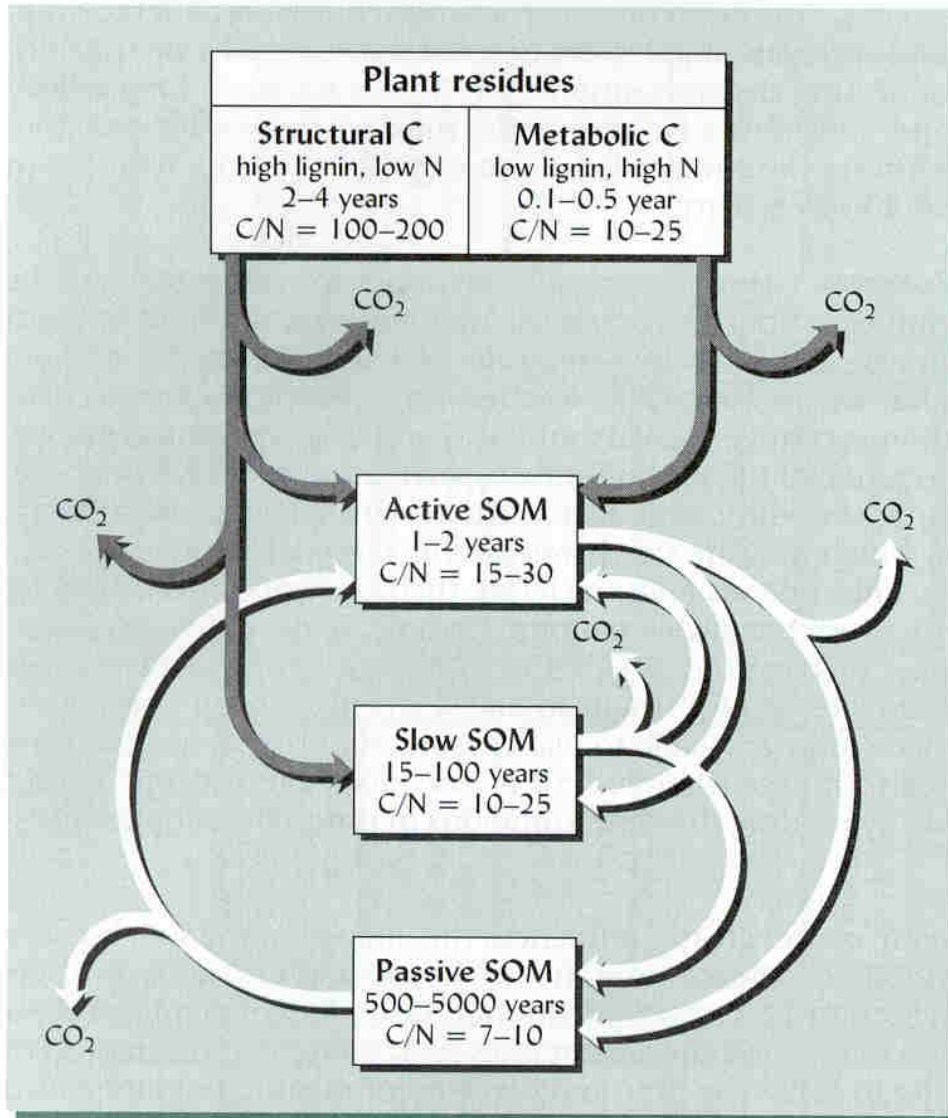 Plant residues
Structural C
high lignin, low N
2–4 years
C/N = 100–200
Metabolic C
low lignin, high N
0.1–0.5 year
C/N = 10–25
CO₂
CO₂
Active SOM
1–2 years
C/N = 15–30
CO₂
CO₂
CO₂
Slow SOM
15–100 years
C/N = 10–25
Passive SOM
500–5000 years
C/N = 7–10
CO₂